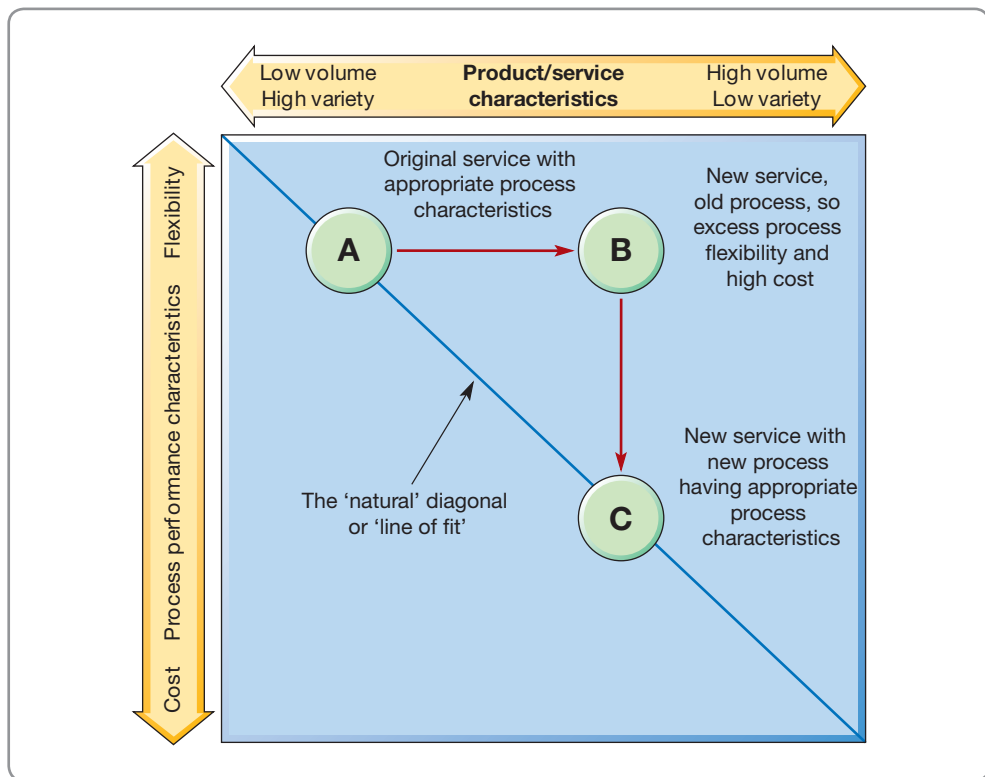 Low volume
High variety
Product/service
characteristics
High volume
Low variety
Cost Process performance characteristics Flexibility
Original service with
appropriate process
characteristics
New service,
old process, so
excess process
flexibility and
high cost
A
B
The ‘natural’ diagonal
or ‘line of fit’
C
New service with
new process
having appropriate
process
characteristics